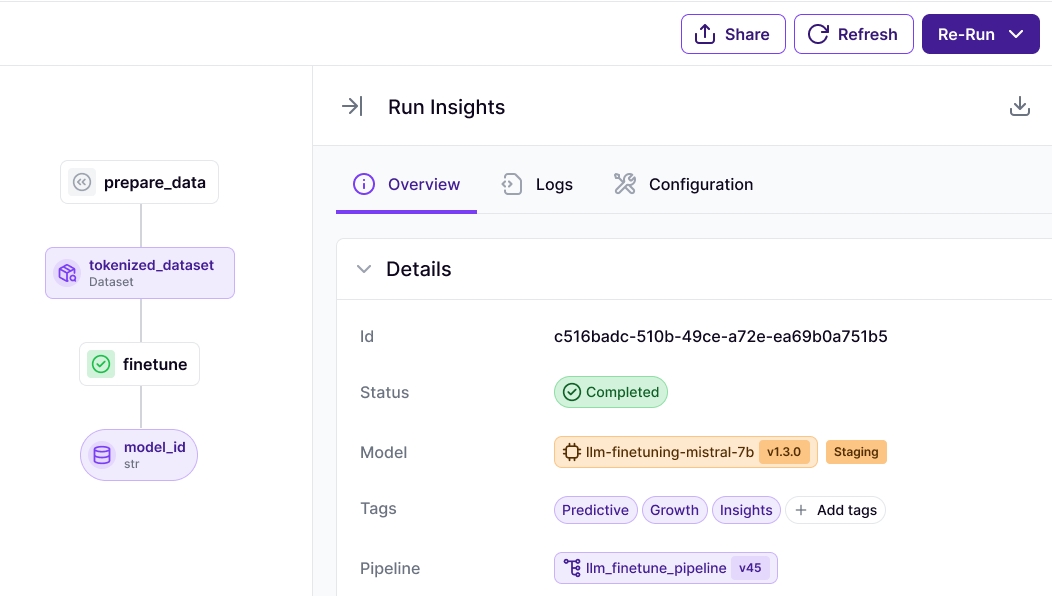 Share
Refresh
Re-Run
prepare_data
tokenized_dataset
Dataset
finetune
model_id
str
Run Insights
Overview
Logs
Configuration
Details
Id
c516badc-510b-49ce-a72e-ea69b0a751b5
Status
Completed
Model
llm-finetuning-mistral-7b v1.3.0 Staging
Tags
Predictive Growth Insights + Add tags
Pipeline
llm_finetune_pipeline v45